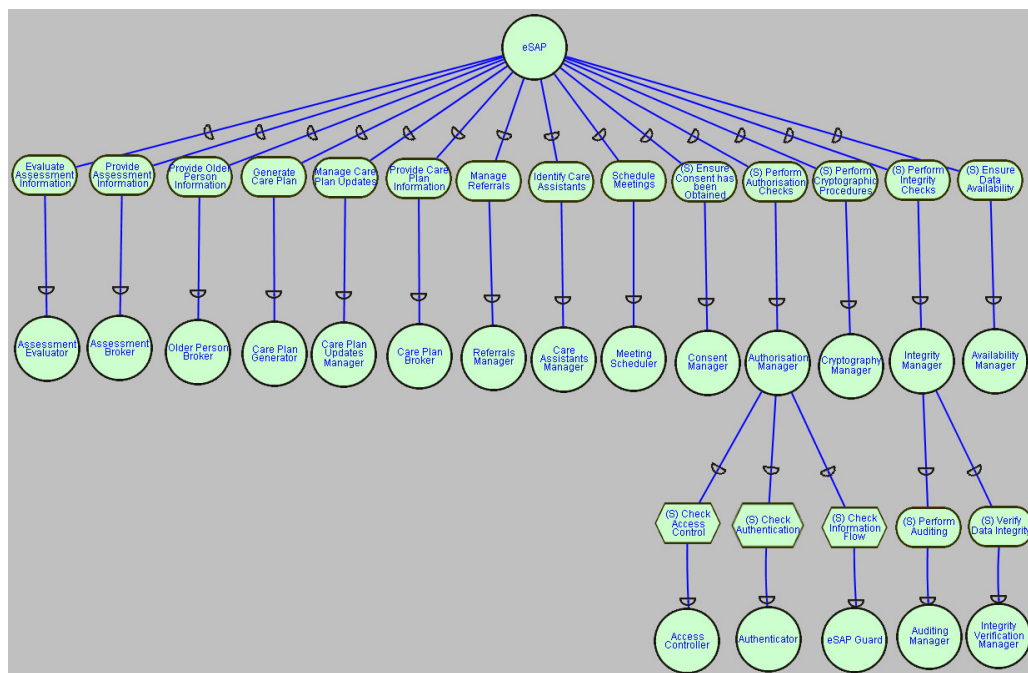 eSAP
Evaluate
Assessment
Information
Provide
Assessment
Information
Provide Older
Person
Information
Generate
Care Plan
Manage Care
Plan Updates
Provide Care
Plan
Information
Manage
Referrals
Identify Care
Assistants
Schedule
Meetings
(S) Ensure
Consent has
been
Obtained
(S) Perform
Authorisation
Checks
(S) Perform
Cryptographic
Procedures
(S) Perform
Integrity
Checks
(S) Ensure
Data
Availability
Assessment
Evaluator
Assessment
Broker
Older Person
Broker
Care Plan
Generator
Care Plan
Updates
Manager
Care Plan
Broker
Referrals
Manager
Care
Assistants
Manager
Meeting
Scheduler
Consent
Manager
Authorisation
Manager
Cryptography
Manager
Integrity
Manager
Availability
Manager
(S) Check
Access
Control
(S) Check
Authentication
(S) Check
Information
Flow
(S) Perform
Auditing
(S) Verify
Data Integrity
Access
Controller
Authenticator
eSAP Guard
Auditing
Manager
Integrity
Verification
Manager